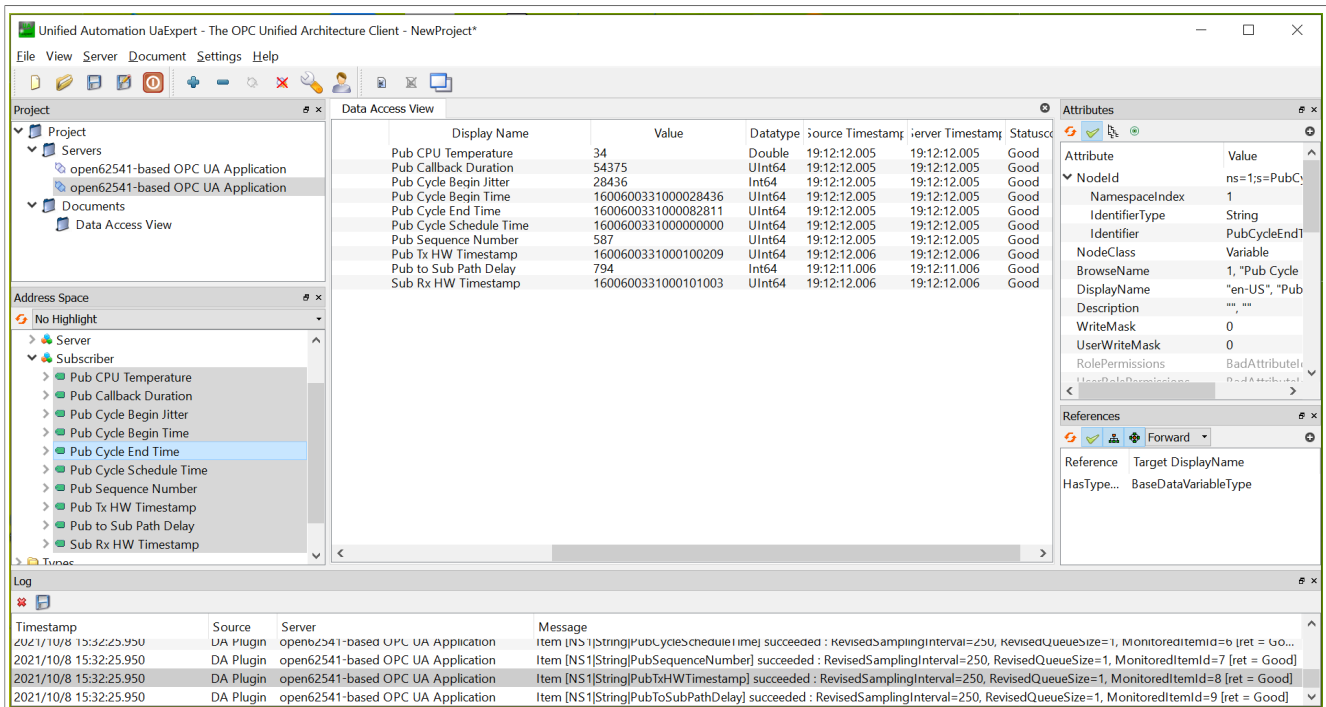 Unified Automation UaExpert - The OPC Unified Architecture Client - NewProject*
File View Server Document Settings Help
Project
Project
Servers
open62541-based OPC UA Application
open62541-based OPC UA Application
Documents
Data Access View
Address Space
No Highlight
Server
Subscriber
Pub CPU Temperature
Pub Callback Duration
Pub Cycle Begin Jitter
Pub Cycle Begin Time
Pub Cycle End Time
Pub Cycle Schedule Time
Pub Sequence Number
Pub Tx HW Timestamp
Pub to Sub Path Delay
Sub Rx HW Timestamp
Types
Data Access View
Display Name Value Datatype Source Timestamp Server Timestamp Statusco
Pub CPU Temperature 34 Double 19:12:12.005 19:12:12.005 Good
Pub Callback Duration 54375 UInt64 19:12:12.005 19:12:12.005 Good
Pub Cycle Begin Jitter 28436 Int64 19:12:12.005 19:12:12.005 Good
Pub Cycle Begin Time 1600600331000028436 UInt64 19:12:12.005 19:12:12.005 Good
Pub Cycle End Time 1600600331000082811 UInt64 19:12:12.005 19:12:12.005 Good
Pub Cycle Schedule Time 1600600331000000000 UInt64 19:12:12.005 19:12:12.005 Good
Pub Sequence Number 587 UInt64 19:12:12.005 19:12:12.005 Good
Pub Tx HW Timestamp 1600600331000100209 UInt64 19:12:12.006 19:12:12.006 Good
Pub to Sub Path Delay 794 Int64 19:12:11.006 19:12:11.006 Good
Sub Rx HW Timestamp 1600600331000101003 UInt64 19:12:12.006 19:12:12.006 Good
Attributes
Attribute Value
NodeId ns=1;s=PubCy
NamespaceIndex 1
IdentifierType String
Identifier PubCycleEndT
NodeClass Variable
BrowseName 1, "Pub Cycle
DisplayName "en-US", "Pub
Description "", ""
WriteMask 0
UserWriteMask 0
RolePermissions BadAttributeI
UserRolePermissions BadAttributeI
References
Forward
Reference Target DisplayName
HasType... BaseDataVariableType
Log
Timestamp Source Server Message
2021/10/8 15:32:25.950 DA Plugin open62541-based OPC UA Application Item [NS1|String|PubCycleScheduleTime] succeeded : RevisedSamplingInterval=250, RevisedQueueSize=1, MonitoredItemId=6 [ret = Go...
2021/10/8 15:32:25.950 DA Plugin open62541-based OPC UA Application Item [NS1|String|PubSequenceNumber] succeeded : RevisedSamplingInterval=250, RevisedQueueSize=1, MonitoredItemId=7 [ret = Good]
2021/10/8 15:32:25.950 DA Plugin open62541-based OPC UA Application Item [NS1|String|PubTxHWTimestamp] succeeded : RevisedSamplingInterval=250, RevisedQueueSize=1, MonitoredItemId=8 [ret = Good]
2021/10/8 15:32:25.950 DA Plugin open62541-based OPC UA Application Item [NS1|String|PubToSubPathDelay] succeeded : RevisedSamplingInterval=250, RevisedQueueSize=1, MonitoredItemId=9 [ret = Good]